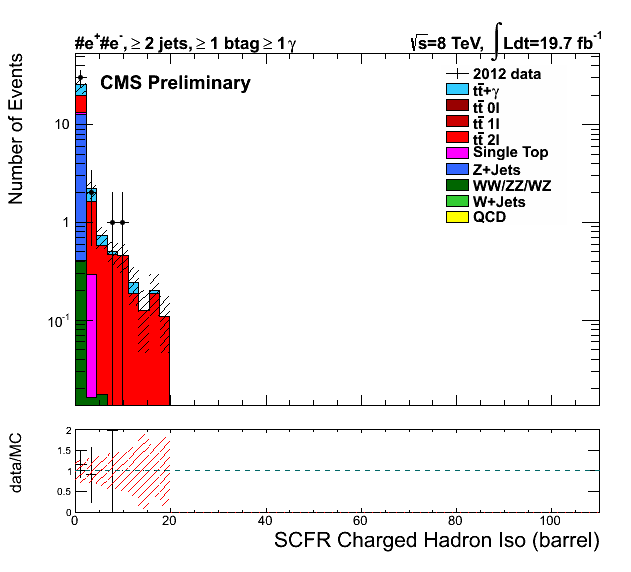 #e+#e-, ≥ 2 jets, ≥ 1 btag ≥ 1 γ
√s=8 TeV, ∫ Ldt=19.7 fb-1
CMS Preliminary
2012 data
tt̄+γ
tt̄ 0l
tt̄ 1l
tt̄ 2l
Single Top
Z+Jets
WW/ZZ/WZ
W+Jets
QCD
Number of Events
10
1
10-1
data/MC
2
1.5
1
0.5
0
0 20 40 60 80 100
SCFR Charged Hadron Iso (barrel)